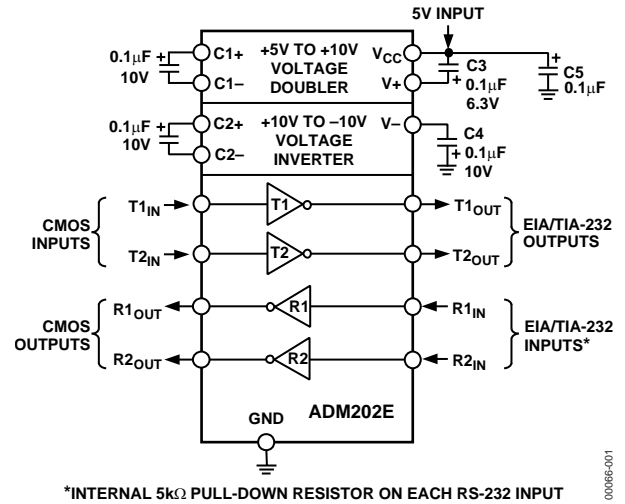 5V INPUT
0.1μF
10V
+
C1+
C1–
+5V TO +10V
VOLTAGE
DOUBLER
VCC
V+
+
C3
0.1μF
6.3V
+
C5
0.1μF
0.1μF
10V
+
C2+
C2–
+10V TO –10V
VOLTAGE
INVERTER
V–
C4
+
0.1μF
10V
CMOS
INPUTS
T1IN
T1
T1OUT
T2IN
T2
T2OUT
EIA/TIA-232
OUTPUTS
CMOS
OUTPUTS
R1OUT
R1
R1IN
R2OUT
R2
R2IN
EIA/TIA-232
INPUTS*
GND
ADM202E
*INTERNAL 5kΩ PULL-DOWN RESISTOR ON EACH RS-232 INPUT
00066-001